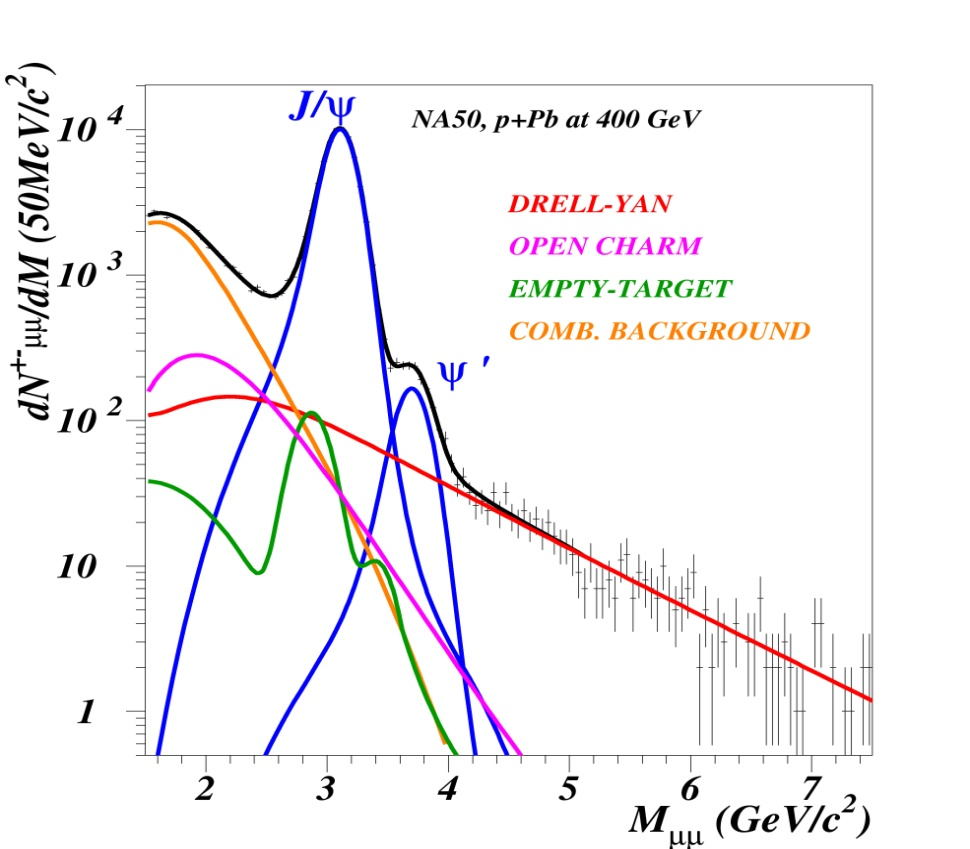 J/ψ
NA50, p+Pb at 400 GeV
DRELL-YAN
OPEN CHARM
EMPTY-TARGET
COMB. BACKGROUND
ψ ′
dN⁺⁻μμ/dM (50MeV/c²)
10⁴
10³
10²
10
1
2 3 4 5 6 7
Mμμ (GeV/c²)